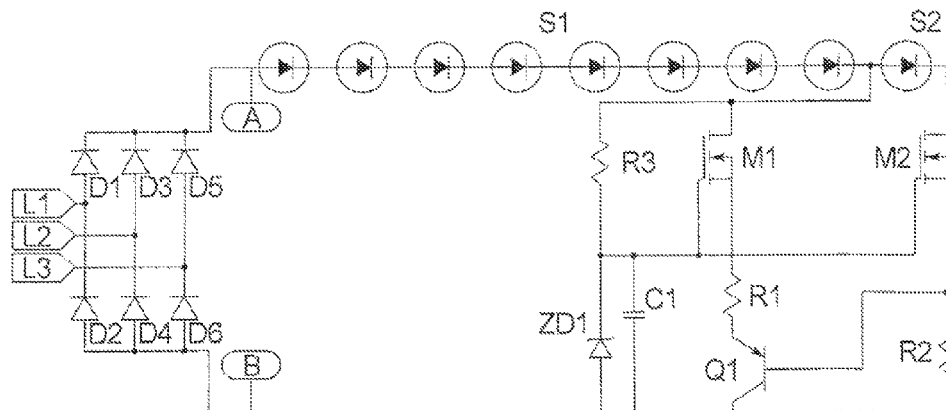 S1 S2
A
D1 D3 D5
R3 M1 M2
L1
L2
L3
D2 D4 D6
ZD1 C1 R1
B
Q1 R2